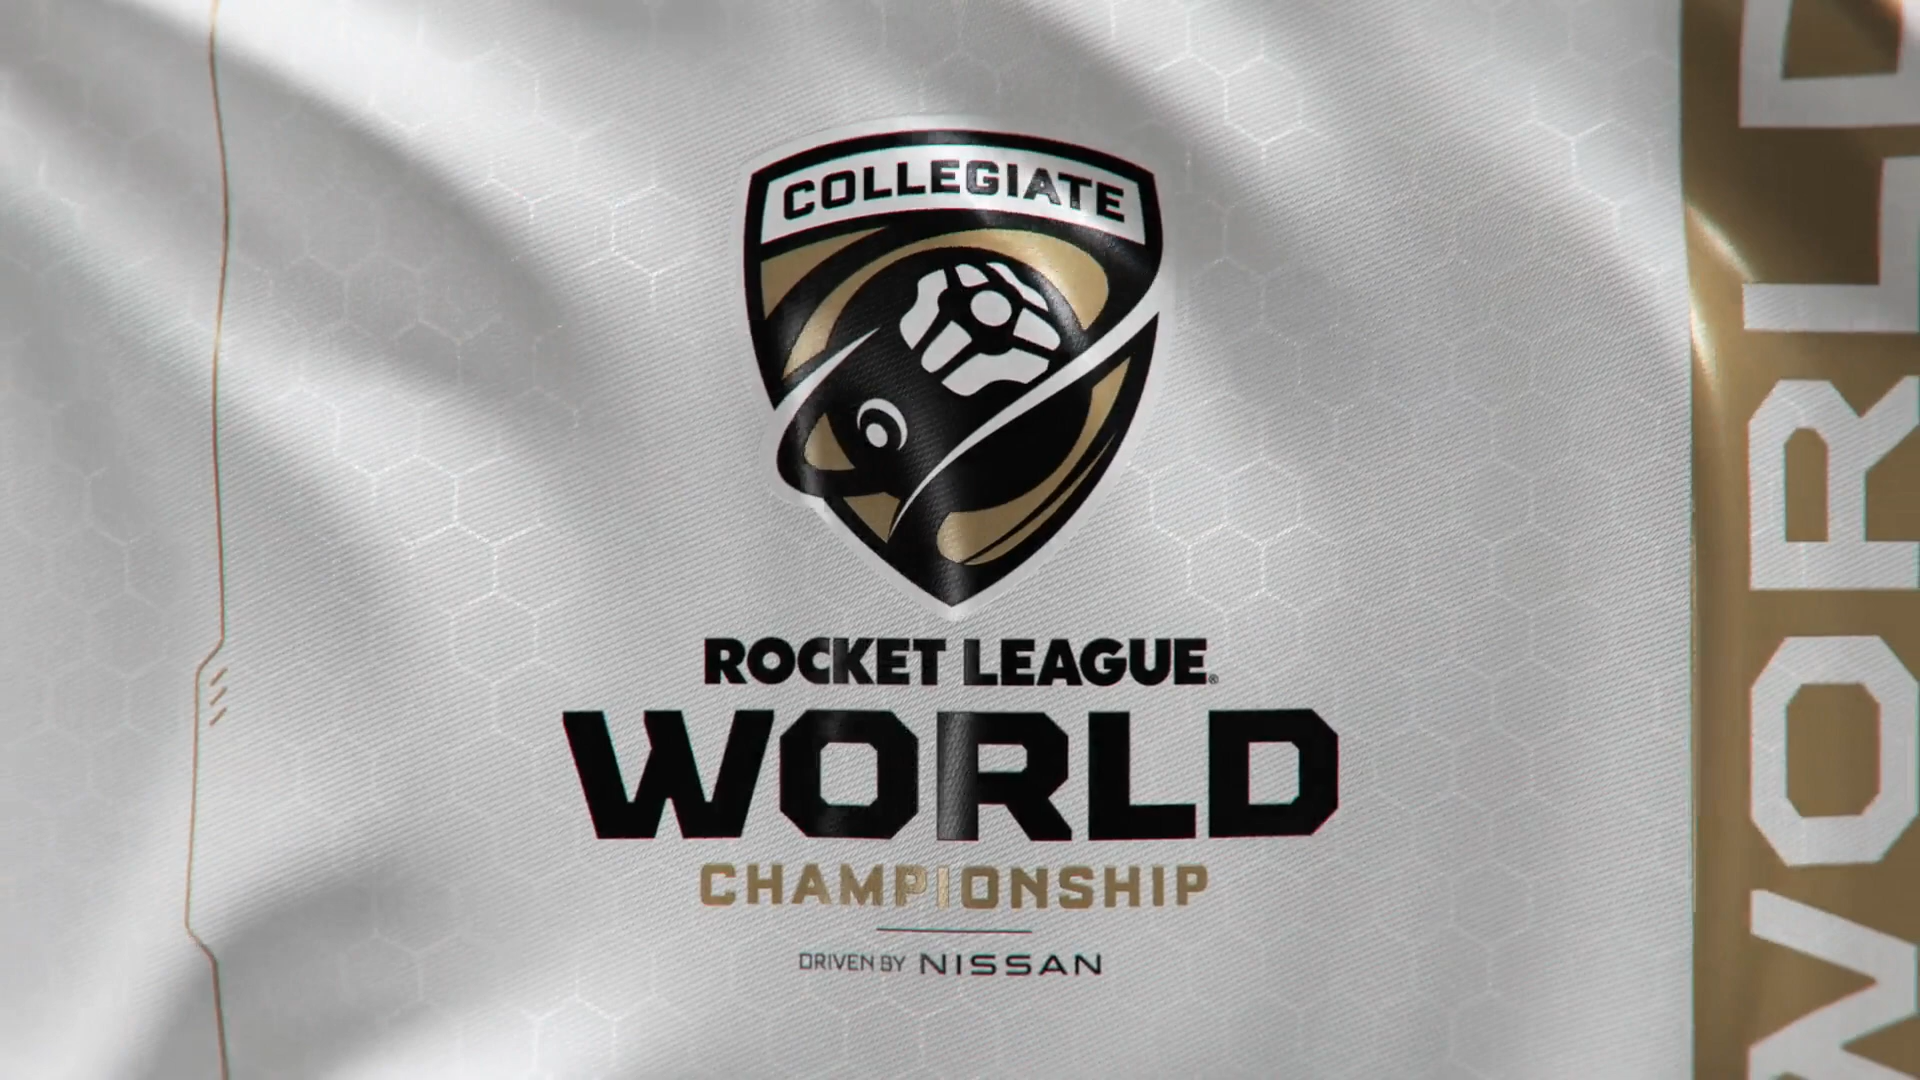 COLLEGIATE
ROCKET LEAGUE®
WORLD
CHAMPIONSHIP
DRIVEN BY NISSAN
WORLD